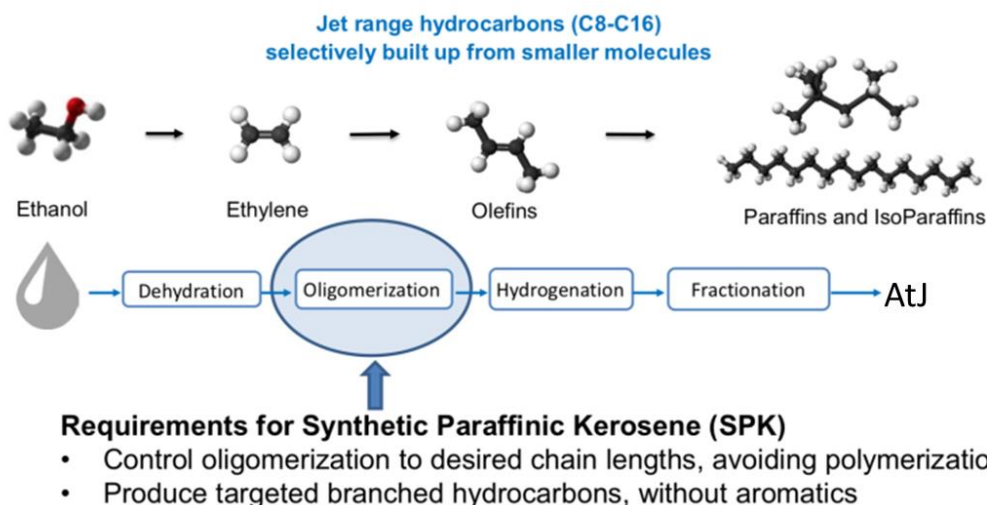 Jet range hydrocarbons (C8-C16)
selectively built up from smaller molecules
Ethanol
Ethylene
Olefins
Paraffins and IsoParaffins
Dehydration
Oligomerization
Hydrogenation
Fractionation
AtJ
Requirements for Synthetic Paraffinic Kerosene (SPK)
• Control oligomerization to desired chain lengths, avoiding polymerizatio
• Produce targeted branched hydrocarbons, without aromatics